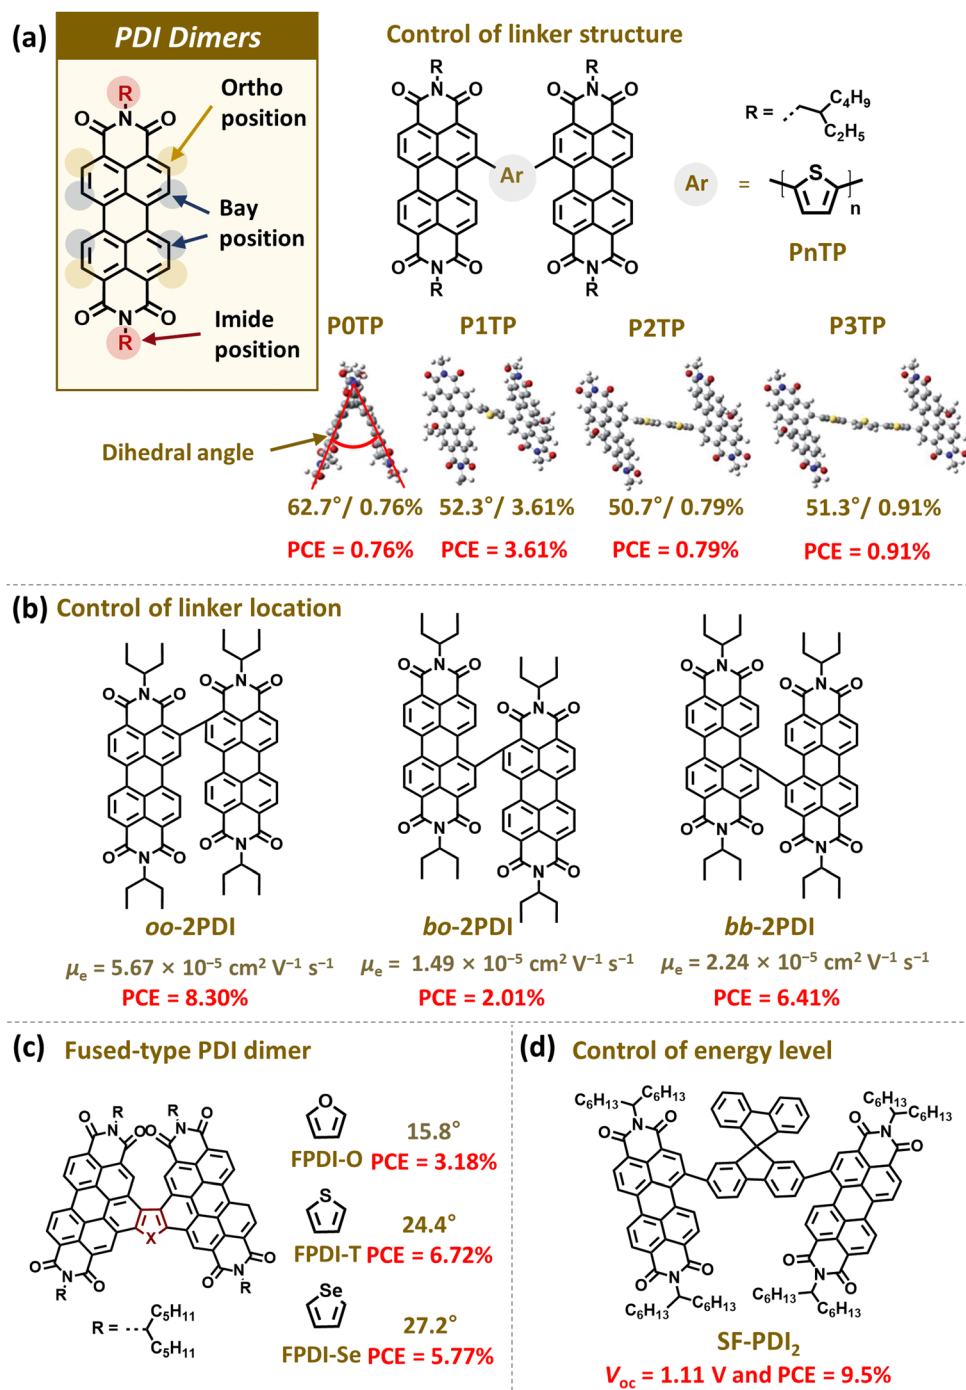 (a)
PDI Dimers
R
N
O
O
Ortho
position
Bay
position
Imide
position
O
O
N
R
Control of linker structure
R
R
N
N
O
O
O
O
Ar
O
O
O
O
N
N
R
R
R =
C4H9
C2H5
Ar
=
S
n
PnTP
P0TP
P1TP
P2TP
P3TP
Dihedral angle
62.7°/ 0.76%
52.3°/ 3.61%
50.7°/ 0.79%
51.3°/ 0.91%
PCE = 0.76%
PCE = 3.61%
PCE = 0.79%
PCE = 0.91%
(b)
Control of linker location
O
N
O
O
N
O
O
N
O
O
N
O
oo-2PDI
μe = 5.67 × 10−5 cm2 V−1 s−1
PCE = 8.30%
O
N
O
O
N
O
O
N
O
O
N
O
bo-2PDI
μe = 1.49 × 10−5 cm2 V−1 s−1
PCE = 2.01%
O
N
O
O
N
O
O
N
O
O
N
O
bb-2PDI
μe = 2.24 × 10−5 cm2 V−1 s−1
PCE = 6.41%
(c)
Fused-type PDI dimer
R
R
O
N
O
O
N
O
X
O
N
O
O
N
O
R
R
R =
C5H11
C5H11
O
FPDI-O
15.8°
PCE = 3.18%
S
FPDI-T
24.4°
PCE = 6.72%
Se
FPDI-Se
27.2°
PCE = 5.77%
(d)
Control of energy level
C6H13
C6H13
O
N
O
C6H13
C6H13
O
N
O
O
N
O
C6H13
C6H13
O
N
O
C6H13
C6H13
SF-PDI2
Voc = 1.11 V and PCE = 9.5%